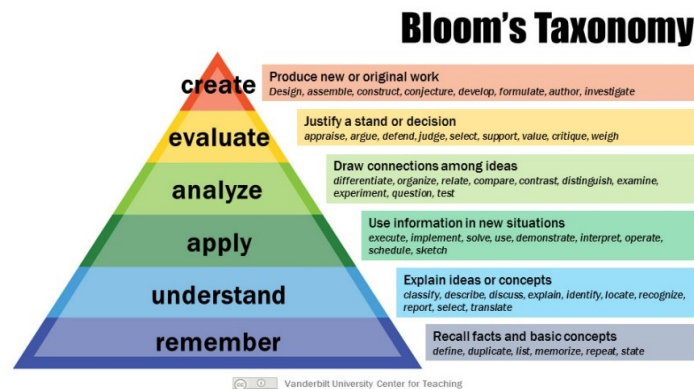 Bloom's Taxonomy
create
Produce new or original work
Design, assemble, construct, conjecture, develop, formulate, author, investigate
evaluate
Justify a stand or decision
appraise, argue, defend, judge, select, support, value, critique, weigh
analyze
Draw connections among ideas
differentiate, organize, relate, compare, contrast, distinguish, examine,
experiment, question, test
apply
Use information in new situations
execute, implement, solve, use, demonstrate, interpret, operate,
schedule, sketch
understand
Explain ideas or concepts
classify, describe, discuss, explain, identify, locate, recognize,
report, select, translate
remember
Recall facts and basic concepts
define, duplicate, list, memorize, repeat, state
cc Vanderbilt University Center for Teaching